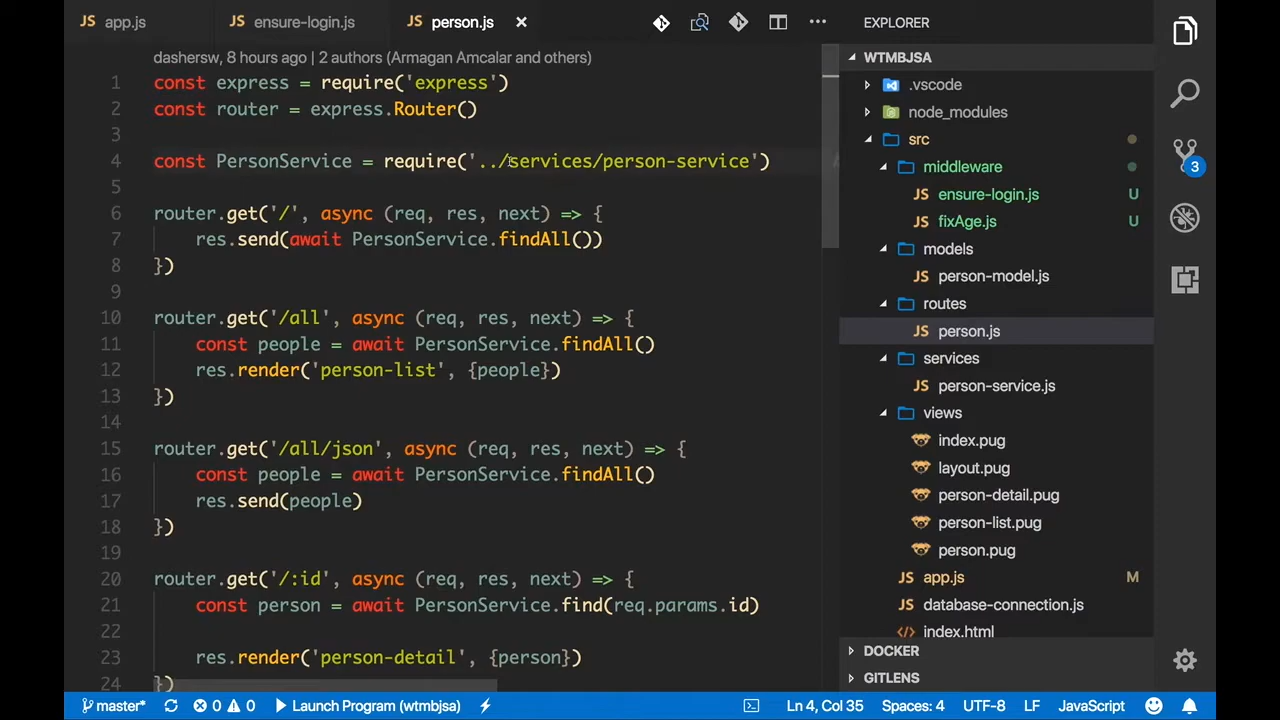 app.js
ensure-login.js
person.js
EXPLORER
dashersw, 8 hours ago | 2 authors (Armagan Amcalar and others)
1 const express = require('express')
2 const router = express.Router()
3
4 const PersonService = require('../services/person-service')
5
6 router.get('/', async (req, res, next) => {
7 res.send(await PersonService.findAll())
8 })
9
10 router.get('/all', async (req, res, next) => {
11 const people = await PersonService.findAll()
12 res.render('person-list', {people})
13 })
14
15 router.get('/all/json', async (req, res, next) => {
16 const people = await PersonService.findAll()
17 res.send(people)
18 })
19
20 router.get('/:id', async (req, res, next) => {
21 const person = await PersonService.find(req.params.id)
22
23 res.render('person-detail', {person})
24 })
WTMBJSA
.vscode
node_modules
src
middleware
JS ensure-login.js U
JS fixAge.js U
models
JS person-model.js
routes
JS person.js
services
JS person-service.js
views
index.pug
layout.pug
person-detail.pug
person-list.pug
person.pug
JS app.js M
JS database-connection.js
<> index.html
DOCKER
GITLENS
3
master*
0
0
Launch Program (wtmbjsa)
Ln 4, Col 35
Spaces: 4
UTF-8
LF
JavaScript